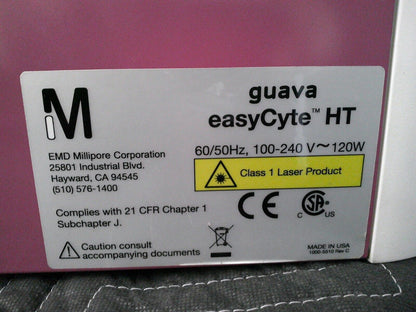 M
guava
easyCyte™ HT
EMD Millipore Corporation
25801 Industrial Blvd.
Hayward, CA 94545
(510) 576-1400
60/50Hz, 100-240 V~120W
Class 1 Laser Product
Complies with 21 CFR Chapter 1
Subchapter J.
CE
C SA US
Caution consult
accompanying documents
MADE IN USA